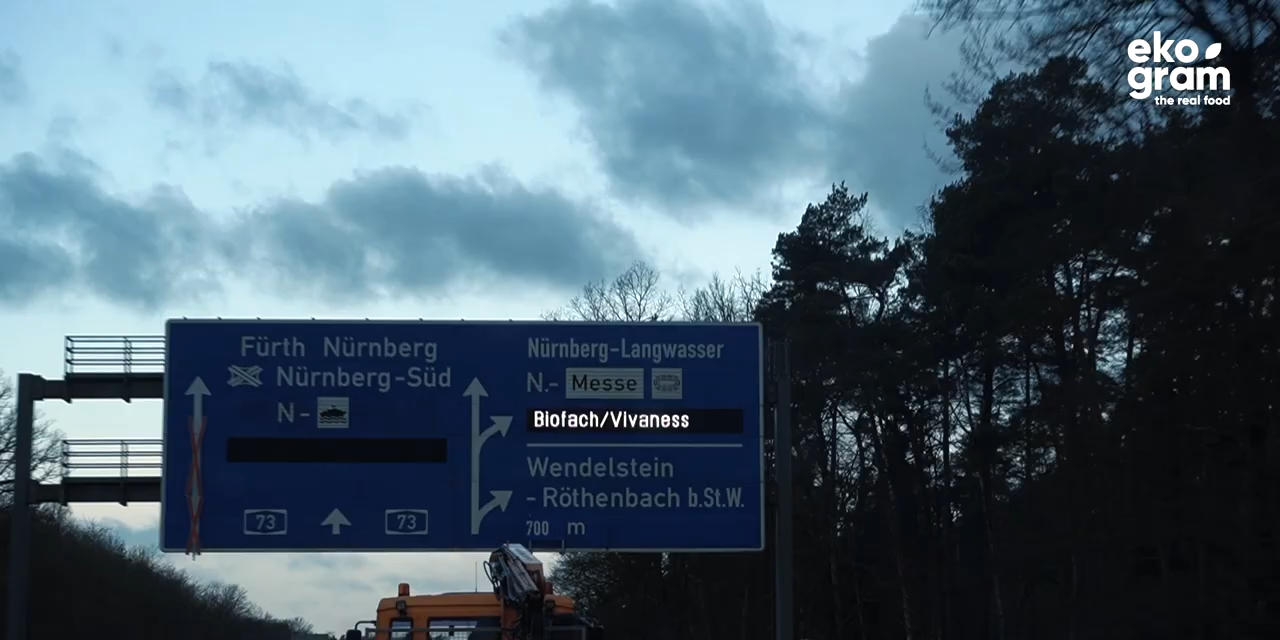 eko
gram
the real food
Fürth Nürnberg
Nürnberg-Süd
N-
73
73
Nürnberg-Langwasser
N.- Messe
Biofach/Vivaness
Wendelstein
- Röthenbach b.St.W.
700 m